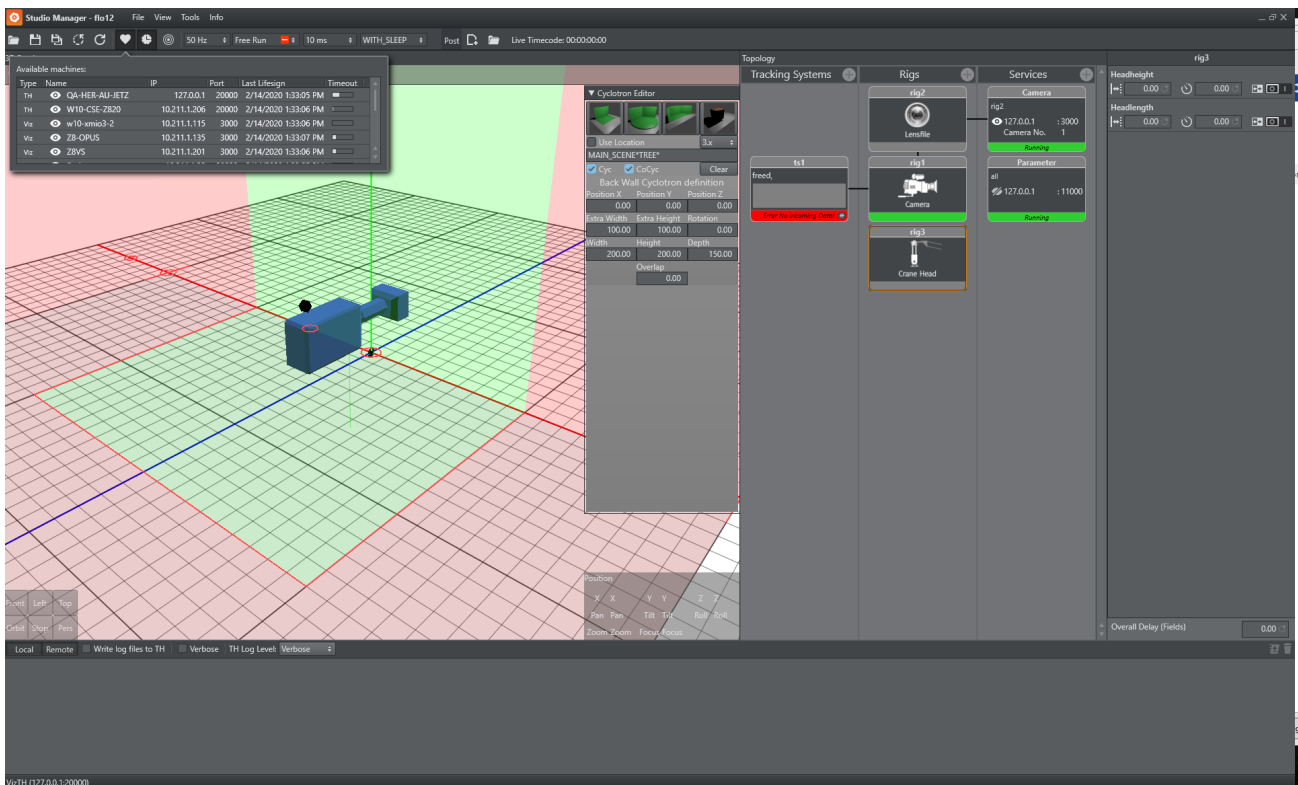 Studio Manager - flo12 File View Tools Info
50 Hz Free Run 10 ms WITH_SLEEP Post Live Timecode: 00:00:00:00
Available machines:
Type Name IP Port Last Lifesign Timeout
TH QA-HER-AU-JETZ 127.0.0.1 20000 2/14/2020 1:33:05 PM
TH W10-CSE-Z820 10.211.1.206 20000 2/14/2020 1:33:06 PM
Viz w10-xmio3-2 10.211.1.115 3000 2/14/2020 1:33:06 PM
Viz Z8-OPUS 10.211.1.135 3000 2/14/2020 1:33:07 PM
Viz Z8VS 10.211.1.201 3000 2/14/2020 1:33:06 PM
Cyclotron Editor
Use Location 3.x
MAIN_SCENE*TREE*
Cyc CoCyc Clear
Back Wall Cyclotron definition
Position X Position Y Position Z
0.00 0.00 0.00
Extra Width Extra Height Rotation
100.00 100.00 0.00
Width Height Depth
200.00 200.00 150.00
Overlap
0.00
Position
X X Y Y Z Z
Pan Pan Tilt Tilt Roll Roll
Zoom Zoom Focus Focus
Front Left Top
Orbit Stop Pers
Topology
Tracking Systems Rigs Services
ts1
freed,
Error No incoming Data!
rig2
Lensfile
rig1
Camera
rig3
Crane Head
Camera
rig2
127.0.0.1 :3000
Camera No. 1
Running
Parameter
all
127.0.0.1 :11000
Running
rig3
Headheight
0.00 0.00
Headlength
0.00 0.00
Overall Delay (Fields) 0.00
Local Remote Write log files to TH Verbose TH Log Level: Verbose
VizTH (127.0.0.1:20000)